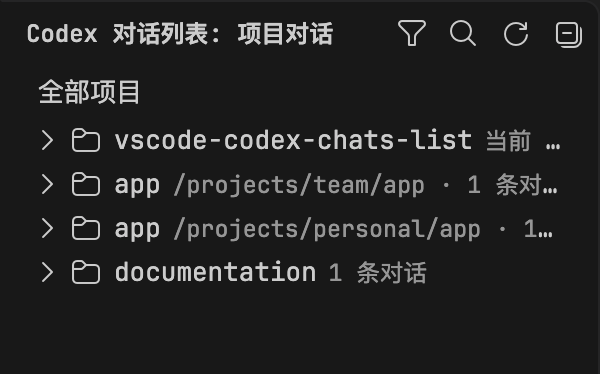 Codex 对话列表: 项目对话
全部项目
vscode-codex-chats-list 当前 …
app /projects/team/app · 1 条对…
app /projects/personal/app · 1…
documentation 1 条对话